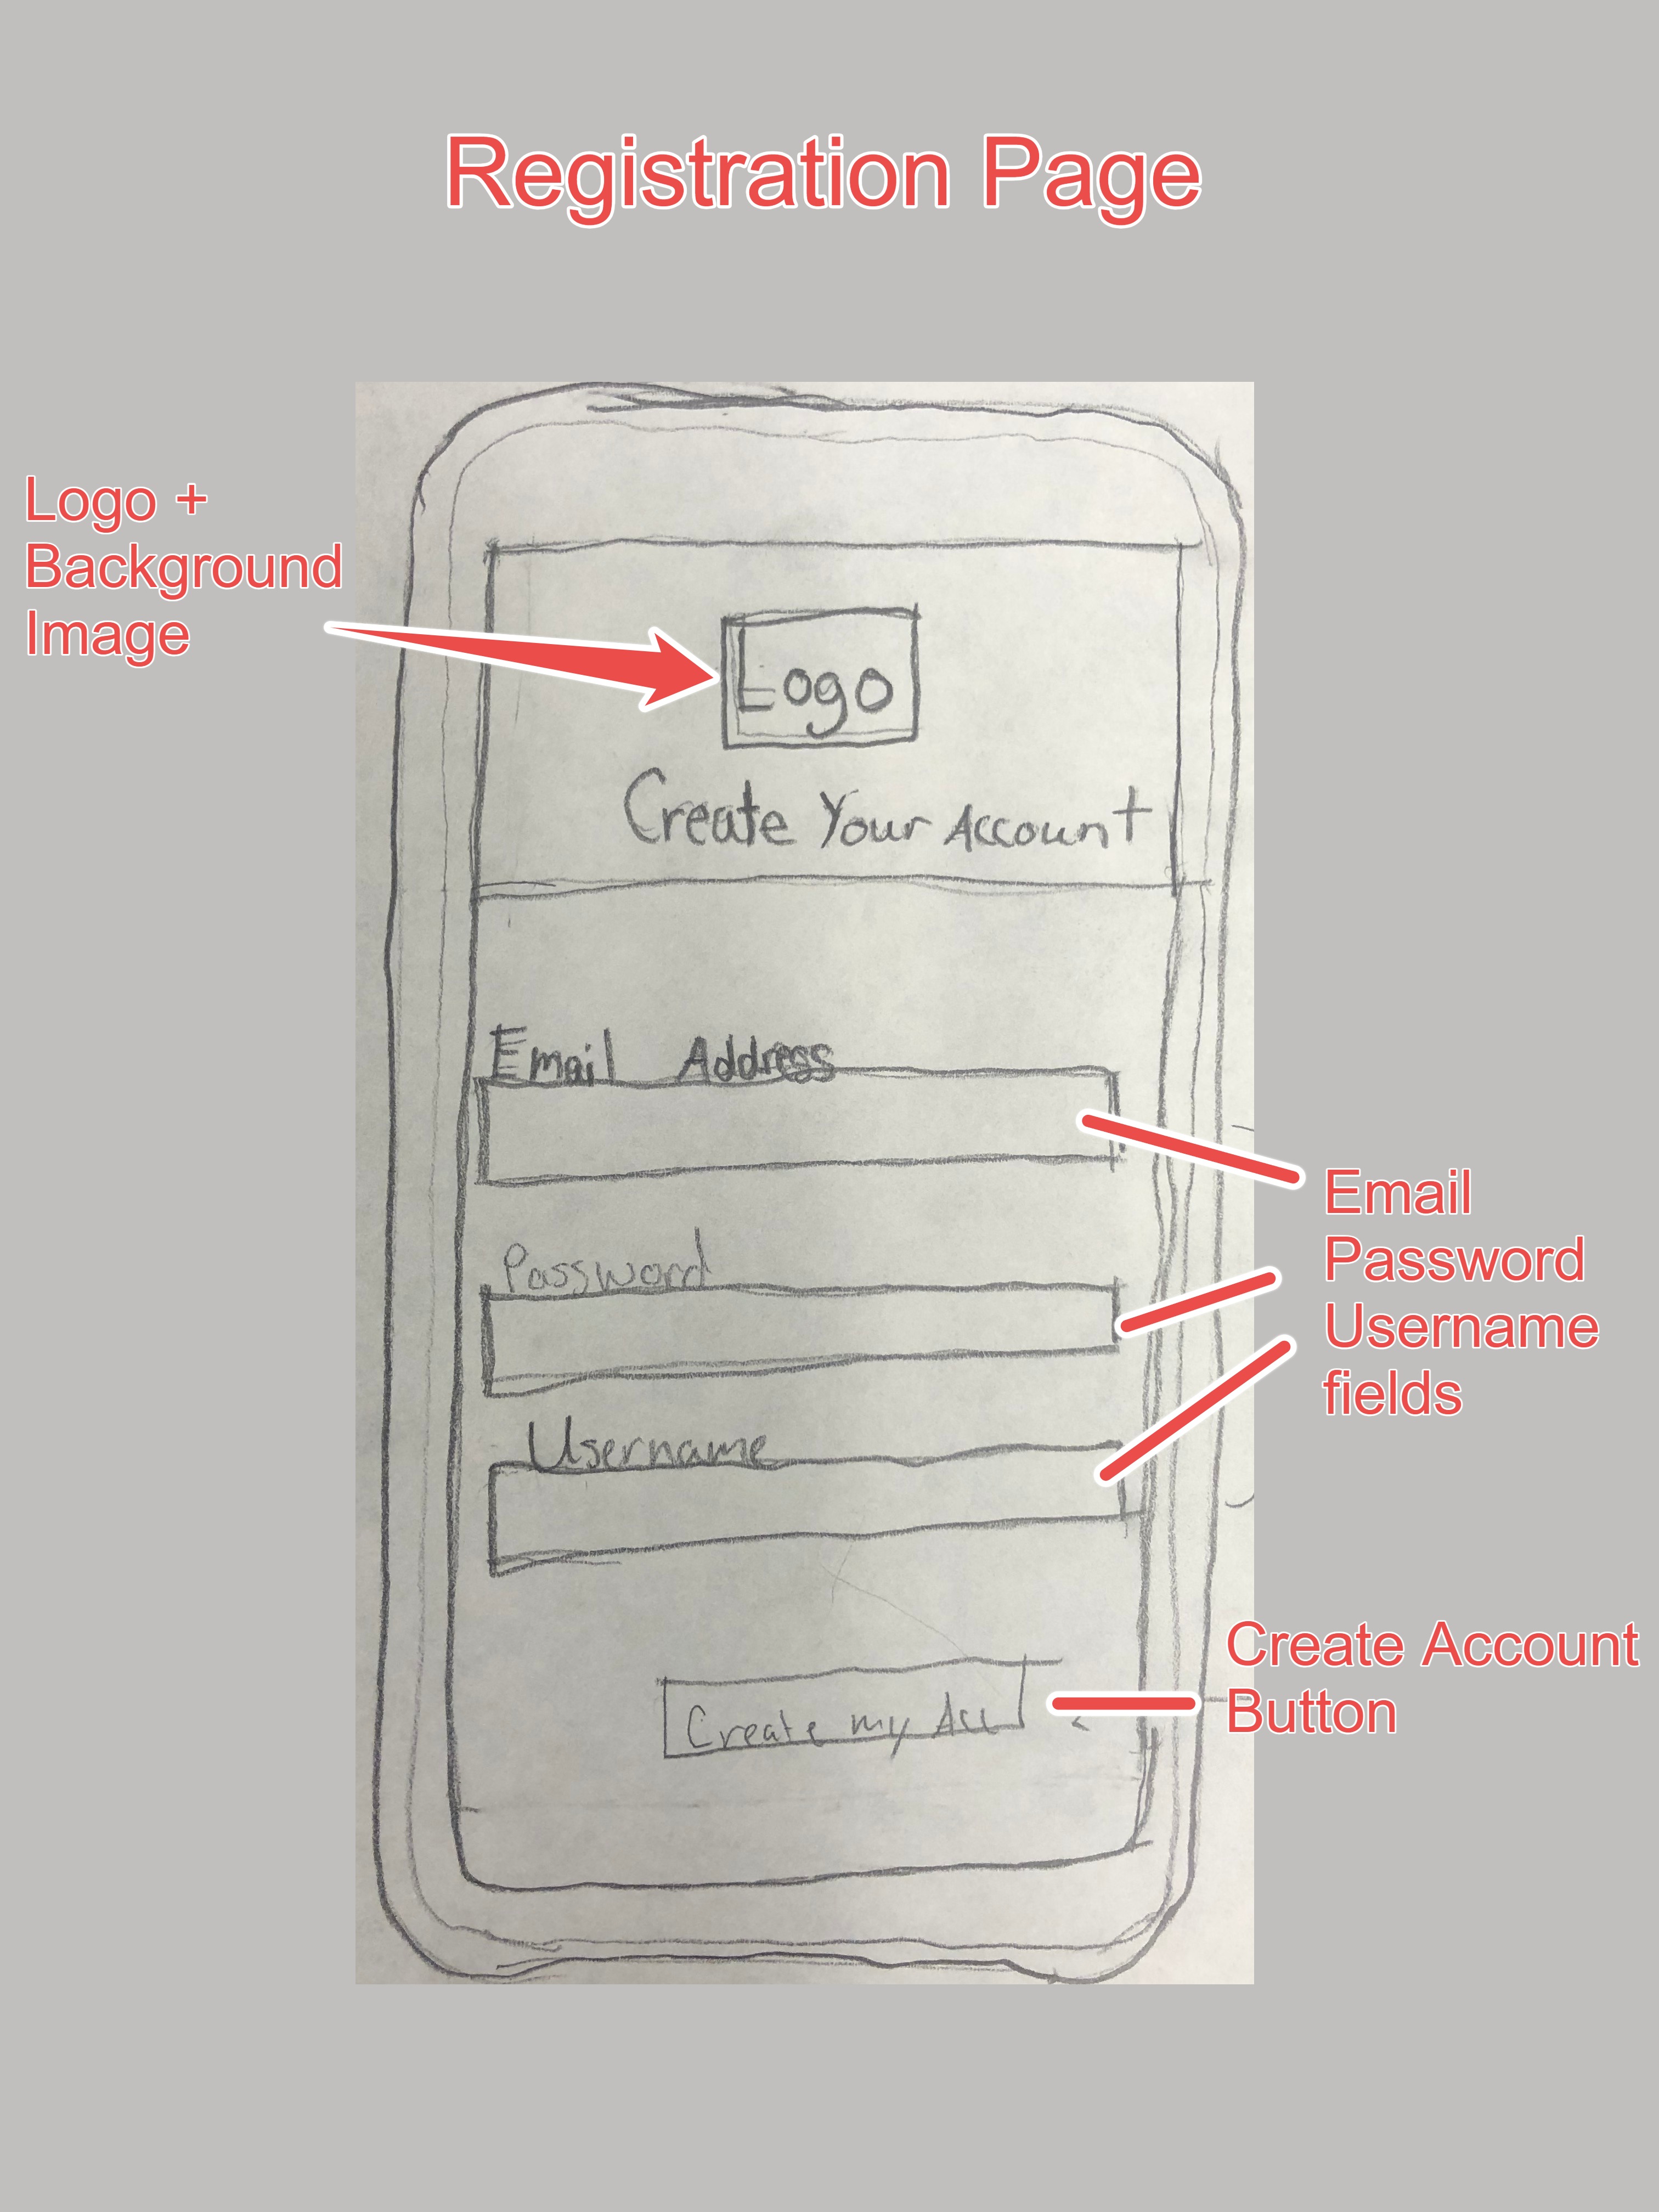 Registration Page
Logo +
Background
Image
Logo
Create Your Account
Email Address
Email
Password
Username
fields
Password
Username
Create Account
Button
Create my Acc